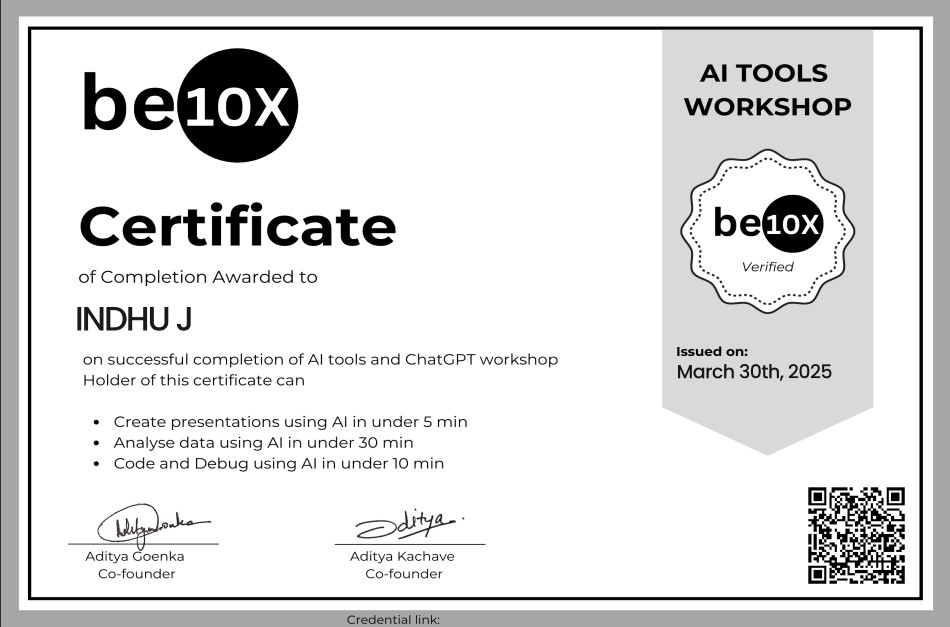 be10X
Certificate
of Completion Awarded to
INDHU J
on successful completion of AI tools and ChatGPT workshop
Holder of this certificate can
• Create presentations using AI in under 5 min
• Analyse data using AI in under 30 min
• Code and Debug using AI in under 10 min
Aditya Goenka
Co-founder
Aditya.
Aditya Kachave
Co-founder
AI TOOLS
WORKSHOP
be10X
Verified
Issued on:
March 30th, 2025
Credential link: